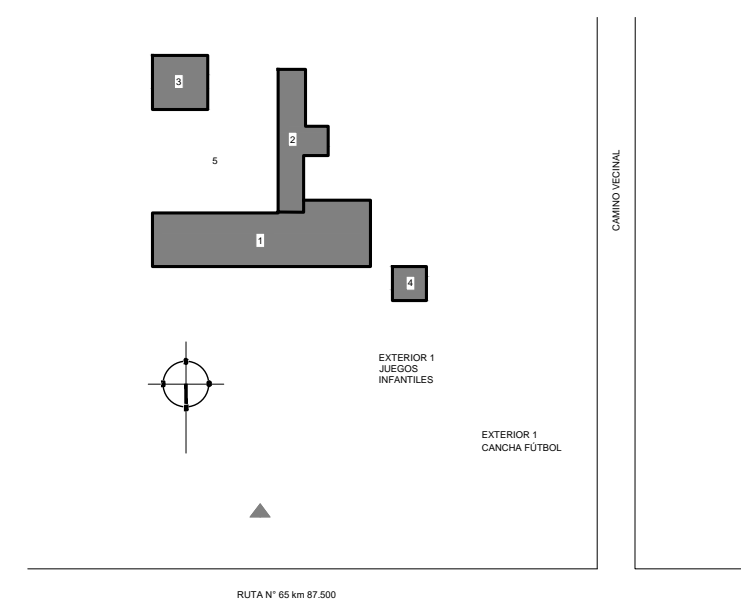 3
2
5
CAMINO VECINAL
1
4
EXTERIOR 1
JUEGOS
INFANTILES
EXTERIOR 1
CANCHA FÚTBOL
RUTA N° 65 km 87.500